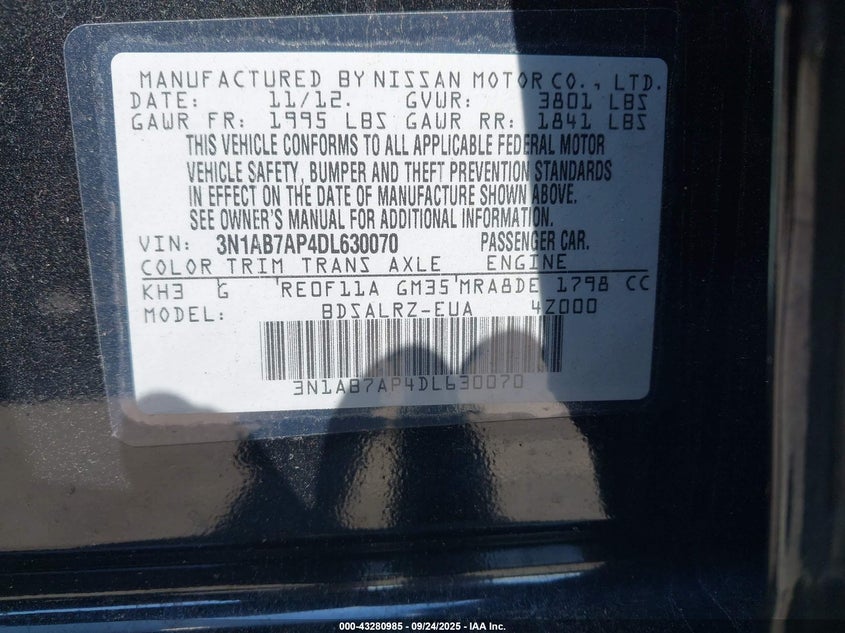 MANUFACTURED BY NISSAN MOTOR CO., LTD.
DATE: 11/12. GVWR: 3801 LBS
GAWR FR: 1995 LBS GAWR RR: 1841 LBS
THIS VEHICLE CONFORMS TO ALL APPLICABLE FEDERAL MOTOR
VEHICLE SAFETY, BUMPER AND THEFT PREVENTION STANDARDS
IN EFFECT ON THE DATE OF MANUFACTURE SHOWN ABOVE.
SEE OWNER'S MANUAL FOR ADDITIONAL INFORMATION.
VIN: 3N1AB7AP4DL630070 PASSENGER CAR.
COLOR TRIM TRANS AXLE ENGINE
KH3 G RE0F11A GM35 MRA8DE 1798 CC
MODEL: BDSALRZ-EUA 4Z000
3N1AB7AP4DL630070
000-43280985 - 09/24/2025 - IAA Inc.